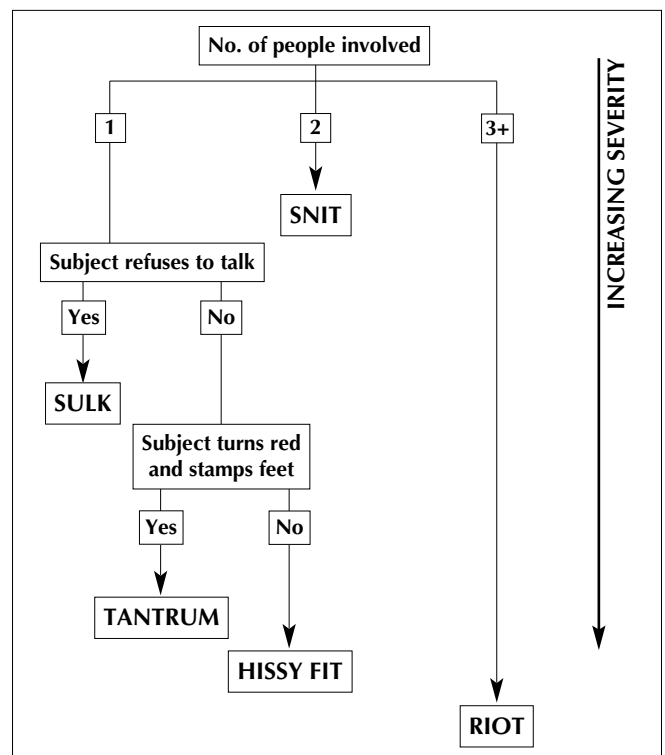 No. of people involved
1
2
3+
SNIT
INCREASING SEVERITY
Subject refuses to talk
Yes
No
SULK
Subject turns red
and stamps feet
Yes
No
TANTRUM
HISSY FIT
RIOT